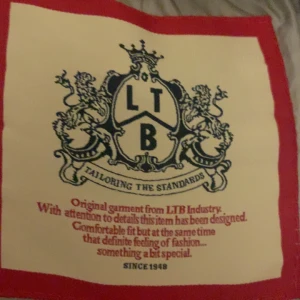 L T
B
TAILORING THE STANDARDS
Original garment from LTB Industry.
With attention to details this item has been designed.
Comfortable fit but at the same time
that definite feeling of fashion...
something a bit special.
SINCE 1948